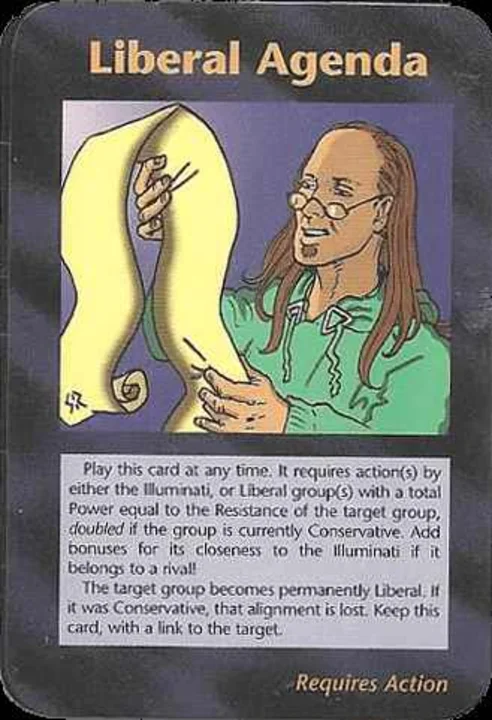 Liberal Agenda
SR
Play this card at any time. It requires action(s) by
either the Illuminati, or Liberal group(s) with a total
Power equal to the Resistance of the target group,
doubled if the group is currently Conservative. Add
bonuses for its closeness to the Illuminati if it
belongs to a rival!
The target group becomes permanently Liberal. If
it was Conservative, that alignment is lost. Keep this
card, with a link to the target.
Requires Action